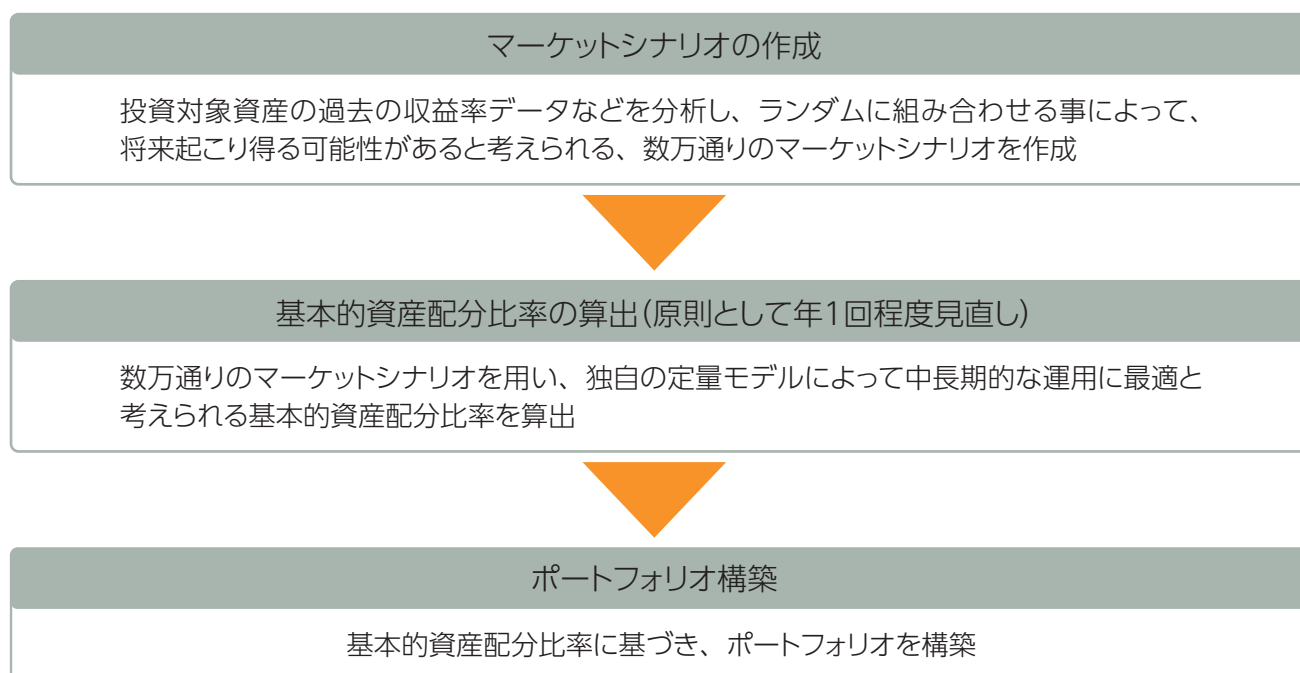 マーケットシナリオの作成
投資対象資産の過去の収益率データなどを分析し、ランダムに組み合わせる事によって、
将来起こり得る可能性があると考えられる、数万通りのマーケットシナリオを作成
基本的資産配分比率の算出(原則として年1回程度見直し)
数万通りのマーケットシナリオを用い、独自の定量モデルによって中長期的な運用に最適と
考えられる基本的資産配分比率を算出
ポートフォリオ構築
基本的資産配分比率に基づき、ポートフォリオを構築